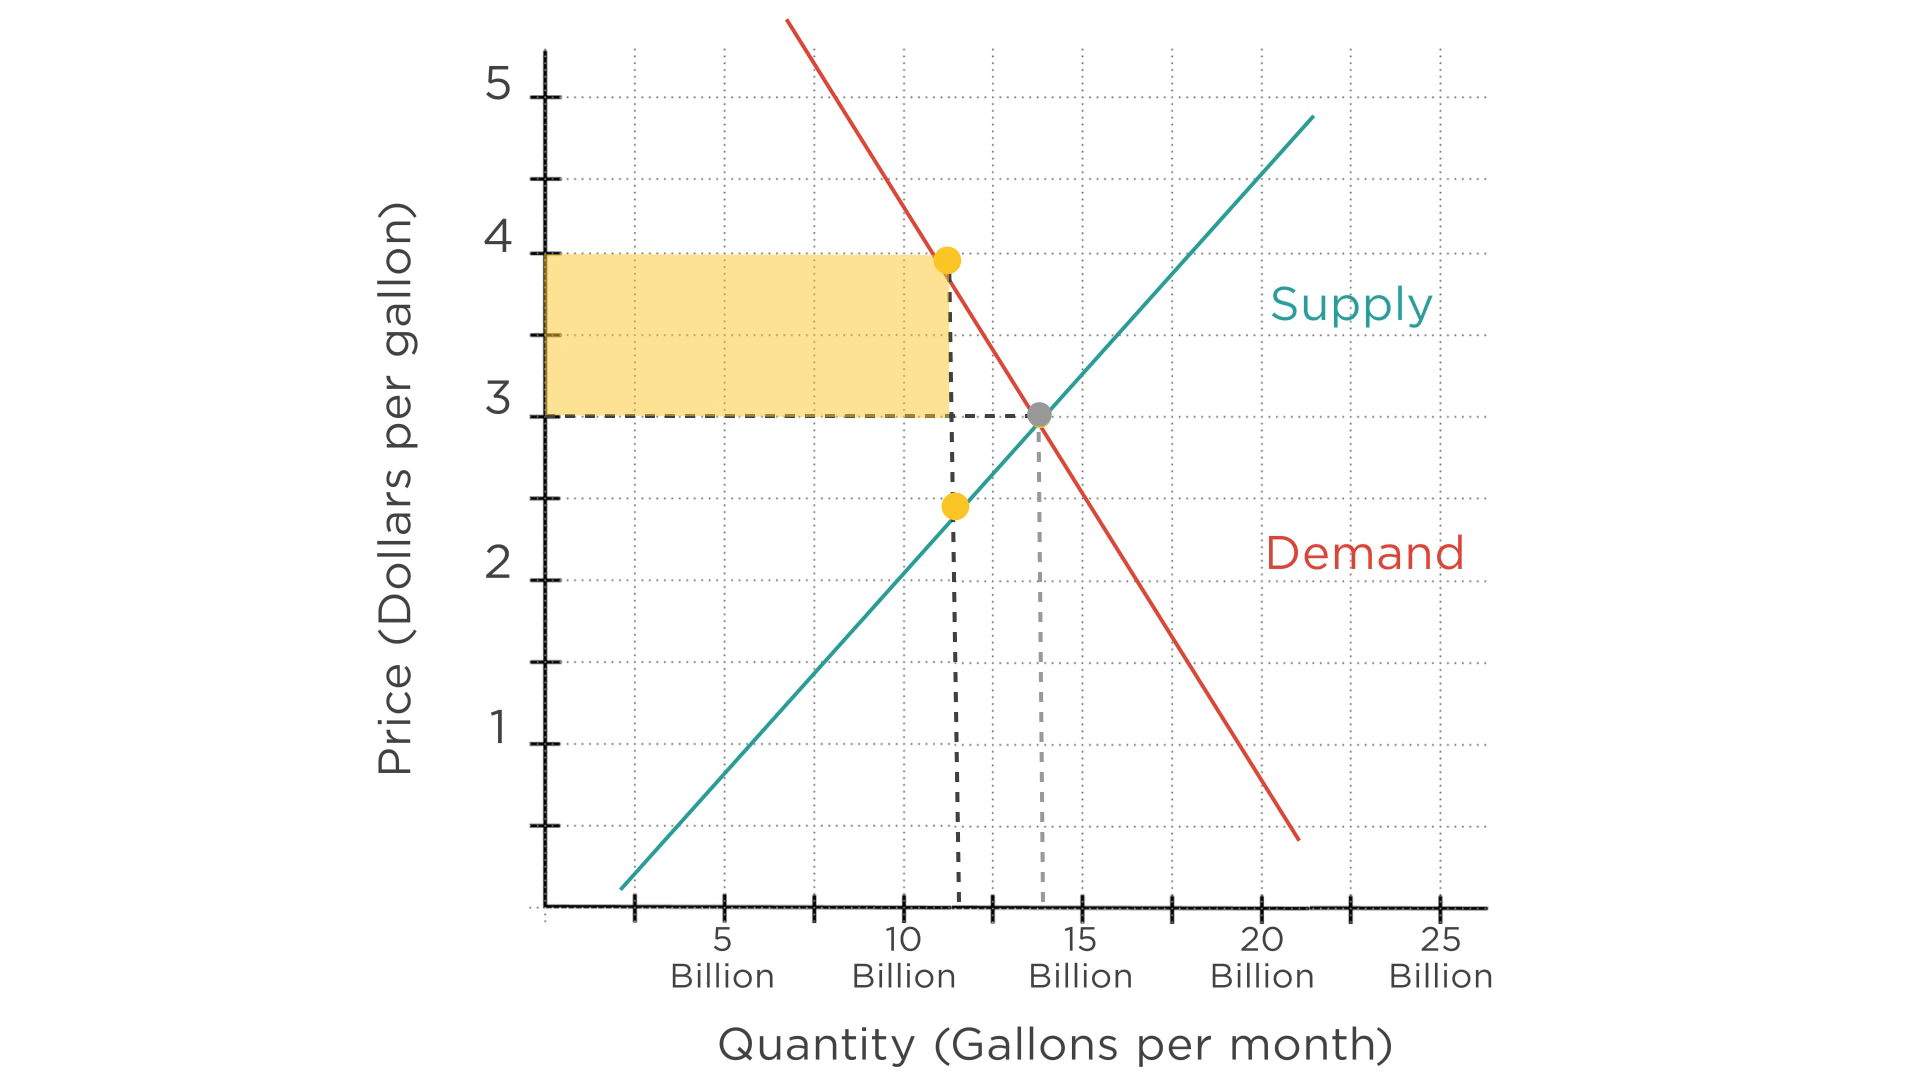 5
4
3
2
1
Price (Dollars per gallon)
Supply
Demand
5 Billion
10 Billion
15 Billion
20 Billion
25 Billion
Quantity (Gallons per month)